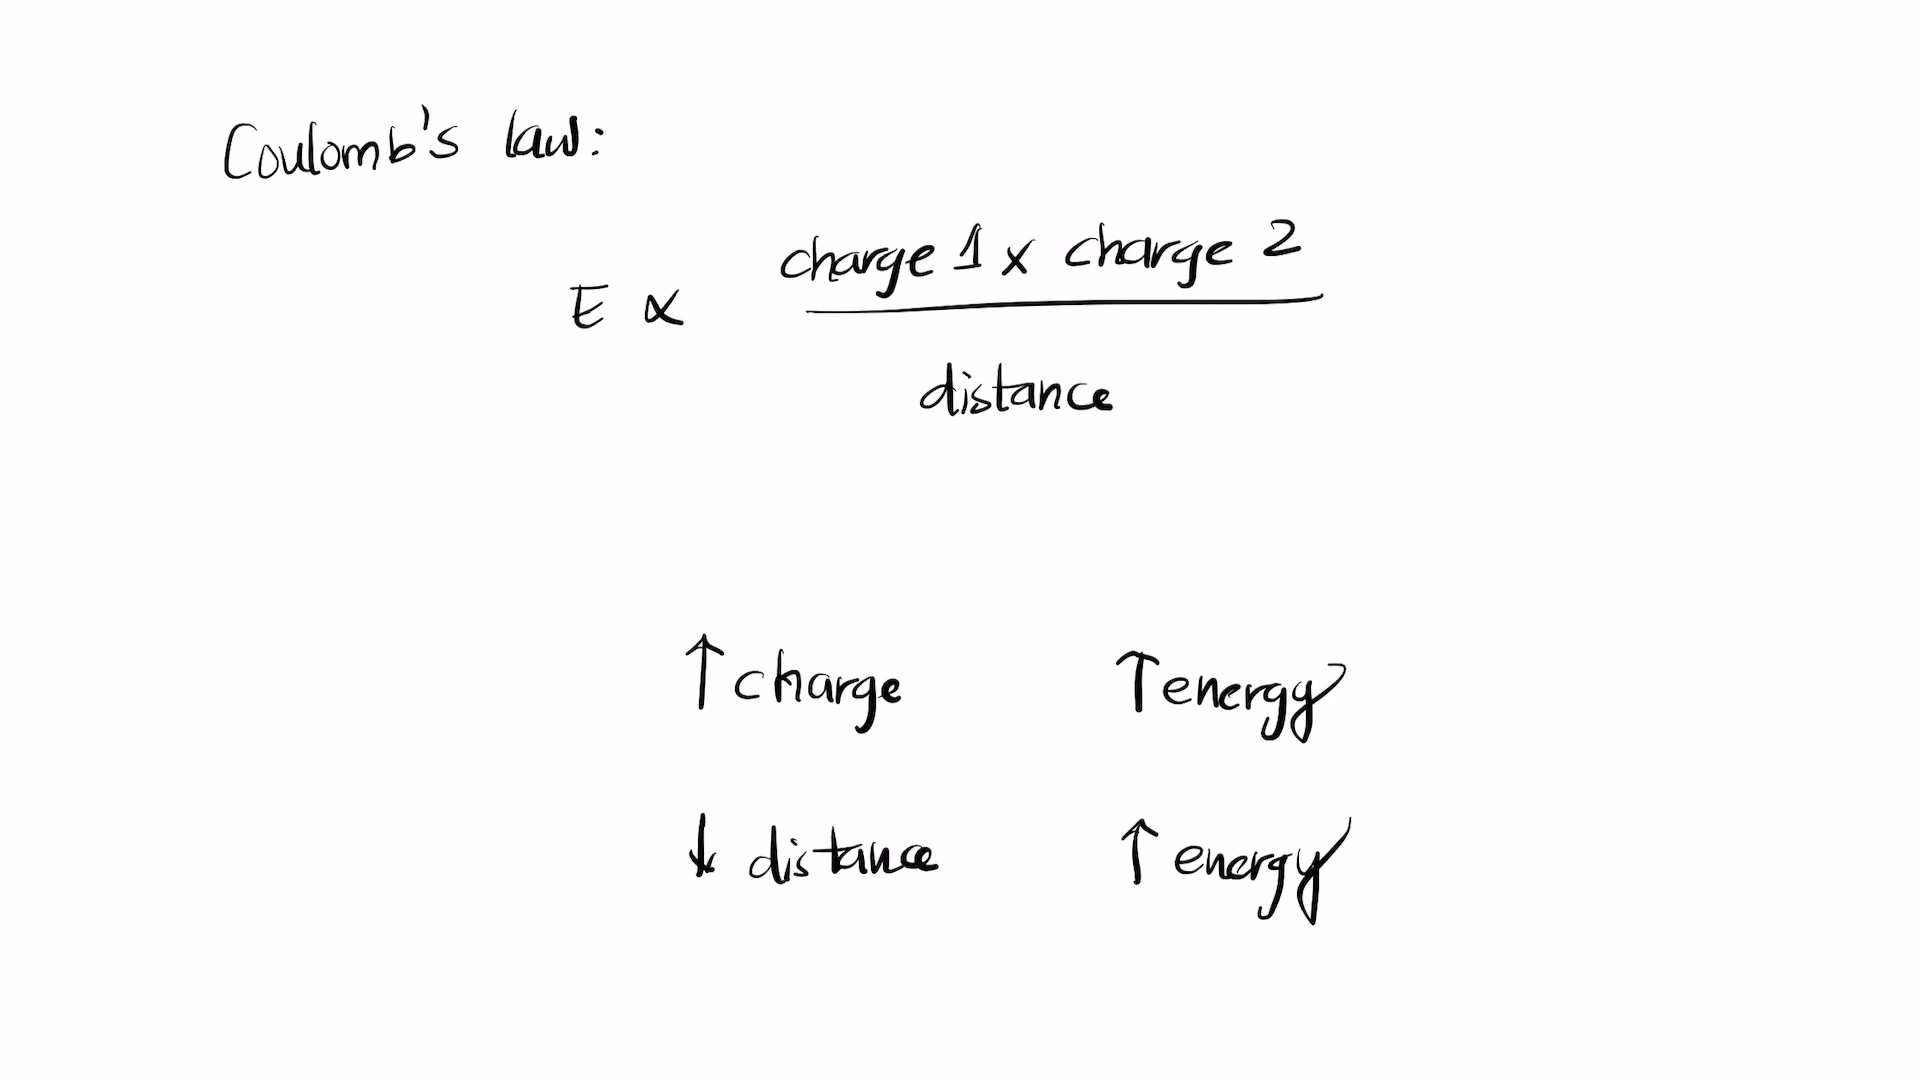 Coulomb's law:
E ∝ charge 1 x charge 2
distance
↑ charge ↑ energy
↓ distance ↑ energy